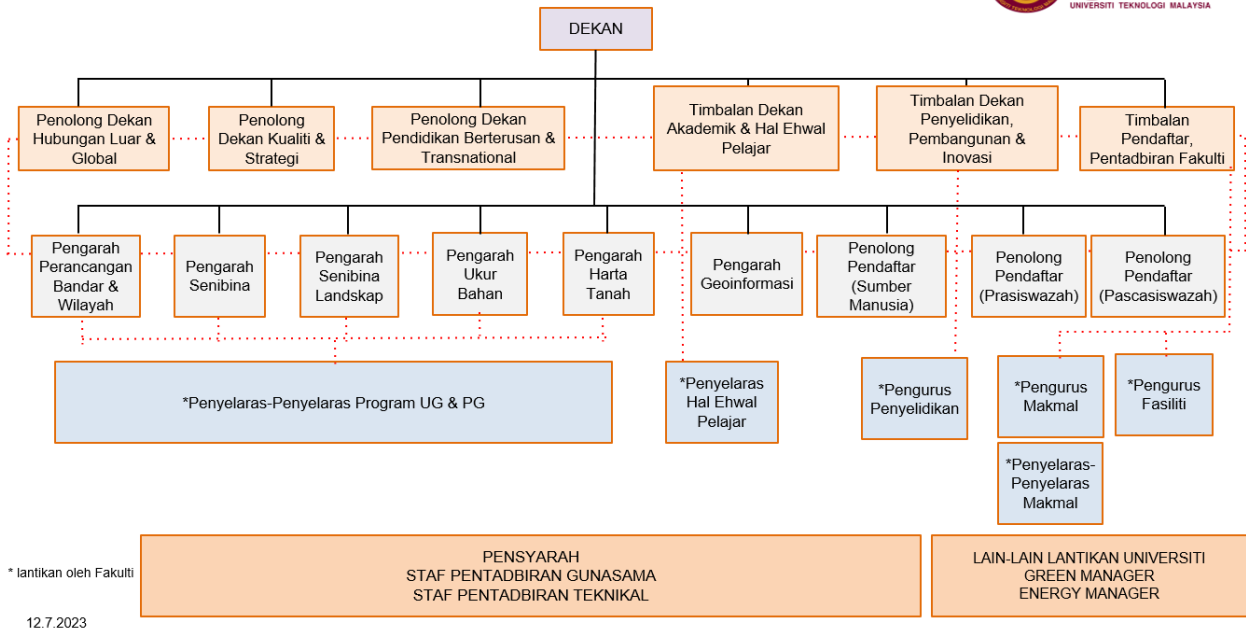 UNIVERSITI TEKNOLOGI MALAYSIA
DEKAN
Penolong Dekan
Hubungan Luar &
Global
Penolong
Dekan Kualiti &
Strategi
Penolong Dekan
Pendidikan Berterusan &
Transnational
Timbalan Dekan
Akademik & Hal Ehwal
Pelajar
Timbalan Dekan
Penyelidikan,
Pembangunan &
Inovasi
Timbalan
Pendaftar,
Pentadbiran Fakulti
Pengarah
Perancangan
Bandar &
Wilayah
Pengarah
Senibina
Pengarah
Senibina
Landskap
Pengarah
Ukur
Bahan
Pengarah
Harta
Tanah
Pengarah
Geoinformasi
Penolong
Pendaftar
(Sumber
Manusia)
Penolong
Pendaftar
(Prasiswazah)
Penolong
Pendaftar
(Pascasiswazah)
*Penyelaras-Penyelaras Program UG & PG
*Penyelaras
Hal Ehwal
Pelajar
*Pengurus
Penyelidikan
*Pengurus
Makmal
*Pengurus
Fasiliti
*Penyelaras-
Penyelaras
Makmal
* lantikan oleh Fakulti
PENSYARAH
STAF PENTADBIRAN GUNASAMA
STAF PENTADBIRAN TEKNIKAL
LAIN-LAIN LANTIKAN UNIVERSITI
GREEN MANAGER
ENERGY MANAGER
12.7.2023